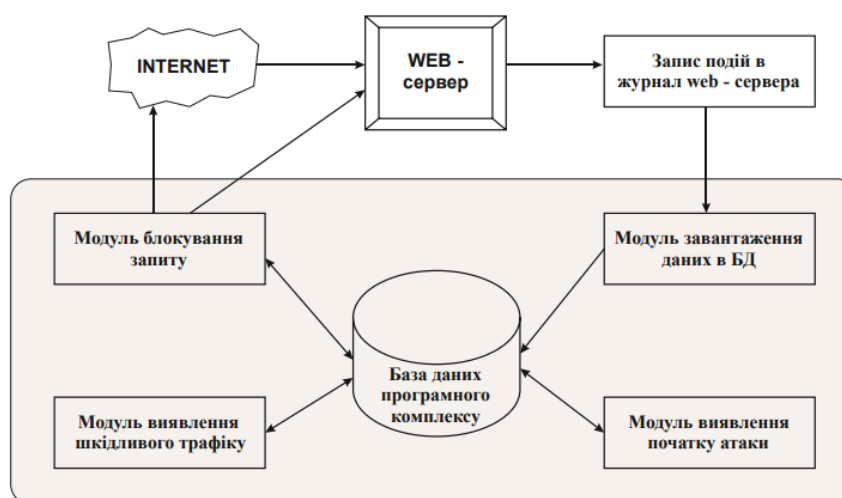 INTERNET
WEB -
сервер
Запис подій в
журнал web - сервера
Модуль блокування
запиту
Модуль завантаження
даних в БД
База даних
програмного
комплексу
Модуль виявлення
шкідливого трафіку
Модуль виявлення
початку атаки